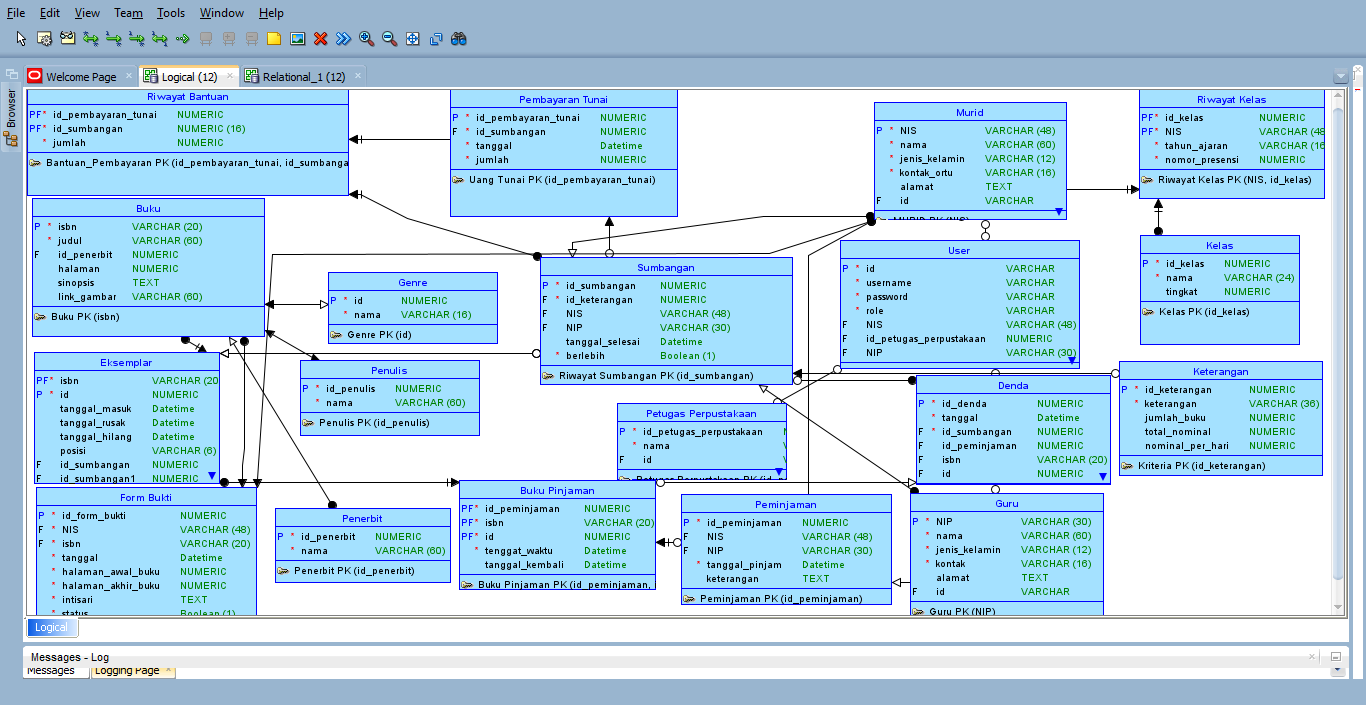 File Edit View Team Tools Window Help
Browser
Welcome Page
Logical (12)
Relational_1 (12)
Riwayat Bantuan
PF* id_pembayaran_tunai NUMERIC
PF* id_sumbangan NUMERIC (16)
* jumlah NUMERIC
Bantuan_Pembayaran PK (id_pembayaran_tunai, id_sumbanga
Pembayaran Tunai
P * id_pembayaran_tunai NUMERIC
F * id_sumbangan NUMERIC
* tanggal Datetime
* jumlah NUMERIC
Uang Tunai PK (id_pembayaran_tunai)
Murid
P * NIS VARCHAR (48)
* nama VARCHAR (60)
* jenis_kelamin VARCHAR (12)
* kontak_ortu VARCHAR (16)
alamat TEXT
F id VARCHAR
MURID PK (NIS)
Riwayat Kelas
PF* id_kelas NUMERIC
PF* NIS VARCHAR (48
* tahun_ajaran VARCHAR (16
* nomor_presensi NUMERIC
Riwayat Kelas PK (NIS, id_kelas)
Buku
P * isbn VARCHAR (20)
* judul VARCHAR (60)
F id_penerbit NUMERIC
halaman NUMERIC
sinopsis TEXT
link_gambar VARCHAR (60)
Buku PK (isbn)
Genre
P * id NUMERIC
* nama VARCHAR (16)
Genre PK (id)
Sumbangan
P * id_sumbangan NUMERIC
F * id_keterangan NUMERIC
F NIS VARCHAR (48)
F NIP VARCHAR (30)
tanggal_selesai Datetime
* berlebih Boolean (1)
Riwayat Sumbangan PK (id_sumbangan)
User
P * id VARCHAR
* username VARCHAR
* password VARCHAR
* role VARCHAR
F NIS VARCHAR (48)
F id_petugas_perpustakaan NUMERIC
F NIP VARCHAR (30)
Kelas
P * id_kelas NUMERIC
* nama VARCHAR (24)
tingkat NUMERIC
Kelas PK (id_kelas)
Eksemplar
PF* isbn VARCHAR (20
P * id NUMERIC
tanggal_masuk Datetime
tanggal_rusak Datetime
tanggal_hilang Datetime
posisi VARCHAR (6)
F id_sumbangan NUMERIC
F id_sumbangan1 NUMERIC
Penulis
P * id_penulis NUMERIC
* nama VARCHAR (60)
Penulis PK (id_penulis)
Petugas Perpustakaan
P * id_petugas_perpustakaan
* nama
F id
Petugas Perpustakaan PK (id_p
Denda
P * id_denda NUMERIC
* tanggal Datetime
F * id_sumbangan NUMERIC
F id_peminjaman NUMERIC
F isbn VARCHAR (20)
F id NUMERIC
Keterangan
P * id_keterangan NUMERIC
* keterangan VARCHAR (36)
jumlah_buku NUMERIC
total_nominal NUMERIC
nominal_per_hari NUMERIC
Kriteria PK (id_keterangan)
Form Bukti
P * id_form_bukti NUMERIC
F * NIS VARCHAR (48)
F * isbn VARCHAR (20)
* tanggal Datetime
* halaman_awal_buku NUMERIC
* halaman_akhir_buku NUMERIC
* intisari TEXT
* status Boolean (1)
Penerbit
P * id_penerbit NUMERIC
* nama VARCHAR (60)
Penerbit PK (id_penerbit)
Buku Pinjaman
PF* id_peminjaman NUMERIC
PF* isbn VARCHAR (20)
PF* id NUMERIC
* tenggat_waktu Datetime
* tanggal_kembali Datetime
Buku Pinjaman PK (id_peminjaman,
Peminjaman
P * id_peminjaman NUMERIC
F NIS VARCHAR (48)
F NIP VARCHAR (30)
* tanggal_pinjam Datetime
keterangan TEXT
Peminjaman PK (id_peminjaman)
Guru
P * NIP VARCHAR (30)
* nama VARCHAR (60)
* jenis_kelamin VARCHAR (12)
* kontak VARCHAR (16)
alamat TEXT
F id VARCHAR
Guru PK (NIP)
Logical
Messages - Log
Messages
Logging Page